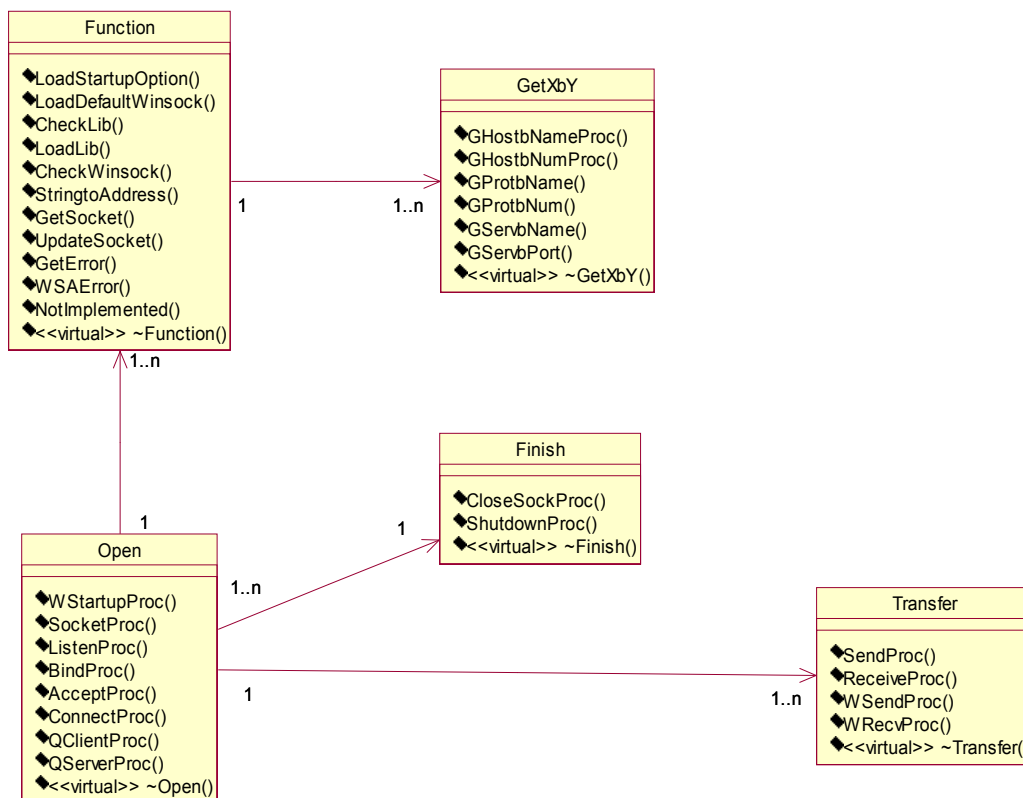 Function
LoadStartupOption()
LoadDefaultWinsock()
CheckLib()
LoadLib()
CheckWinsock()
StringtoAddress()
GetSocket()
UpdateSocket()
GetError()
WSAError()
NotImplemented()
<<virtual>> ~Function()
GetXbY
GHostbNameProc()
GHostbNumProc()
GProtbName()
GProtbNum()
GServbName()
GServbPort()
<<virtual>> ~GetXbY()
1
1..n
1..n
1
Open
WStartupProc()
SocketProc()
ListenProc()
BindProc()
AcceptProc()
ConnectProc()
QClientProc()
QServerProc()
<<virtual>> ~Open()
Finish
CloseSockProc()
ShutdownProc()
<<virtual>> ~Finish()
1
1..n
1
1..n
Transfer
SendProc()
ReceiveProc()
WSendProc()
WRecvProc()
<<virtual>> ~Transfer(